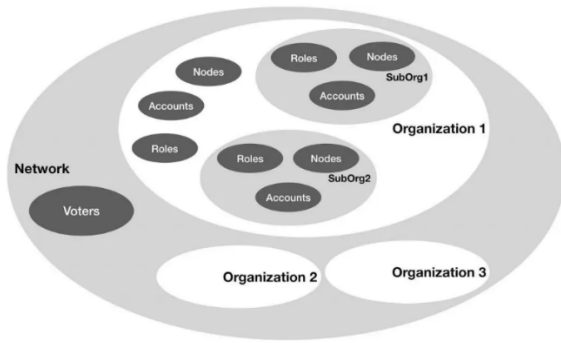 Nodes
Roles
Nodes
SubOrg1
Accounts
Accounts
Organization 1
Roles
Roles
Nodes
Network
SubOrg2
Accounts
Voters
Organization 2
Organization 3